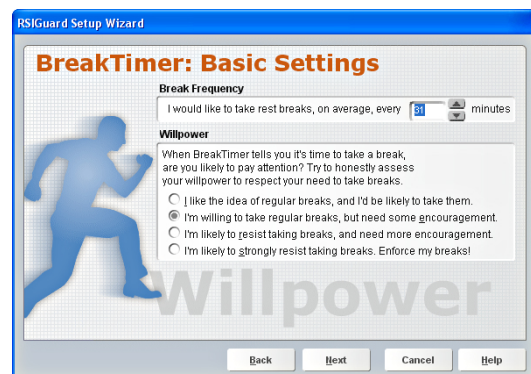 RSIGuard Setup Wizard
BreakTimer: Basic Settings
Break Frequency
I would like to take rest breaks, on average, every 31 minutes
Willpower
When BreakTimer tells you it's time to take a break,
are you likely to pay attention? Try to honestly assess
your willpower to respect your need to take breaks.
I like the idea of regular breaks, and I'd be likely to take them.
I'm willing to take regular breaks, but need some encouragement.
I'm likely to resist taking breaks, and need more encouragement.
I'm likely to strongly resist taking breaks. Enforce my breaks!
Willpower
Back Next Cancel Help